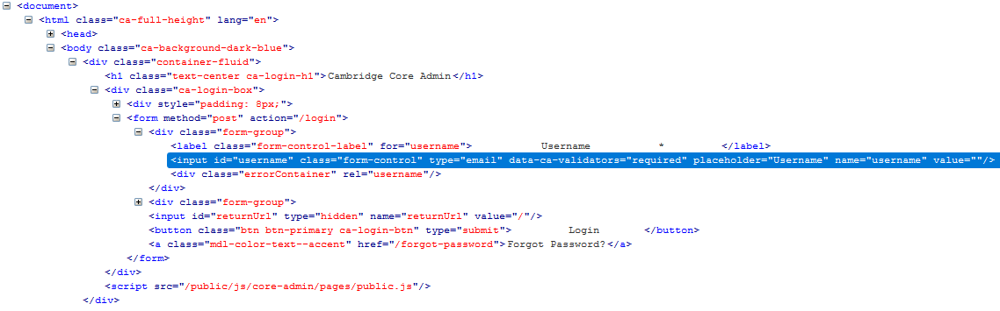 <document>
<html class="ca-full-height" lang="en">
<head>
<body class="ca-background-dark-blue">
<div class="container-fluid">
<h1 class="text-center ca-login-h1">Cambridge Core Admin</h1>
<div class="ca-login-box">
<div style="padding: 8px;">
<form method="post" action="/login">
<div class="form-group">
<label class="form-control-label" for="username"> Username * </label>
<input id="username" class="form-control" type="email" data-ca-validators="required" placeholder="Username" name="username" value=""/>
<div class="errorContainer" rel="username"/>
</div>
<div class="form-group">
<input id="returnUrl" type="hidden" name="returnUrl" value="/"/>
<button class="btn btn-primary ca-login-btn" type="submit"> Login </button>
<a class="mdl-color-text--accent" href="/forgot-password">Forgot Password?</a>
</form>
</div>
<script src="/public/js/core-admin/pages/public.js"/>
</div>